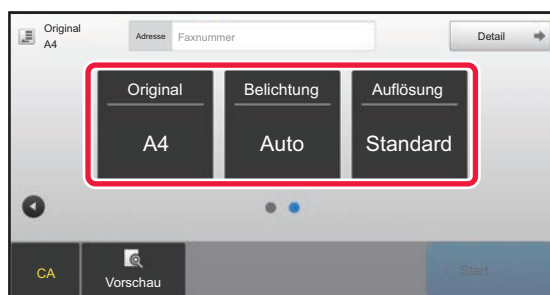 Original
A4
Adresse
Faxnummer
Detail
Original
Belichtung
Auflösung
A4
Auto
Standard
CA
Vorschau
Start